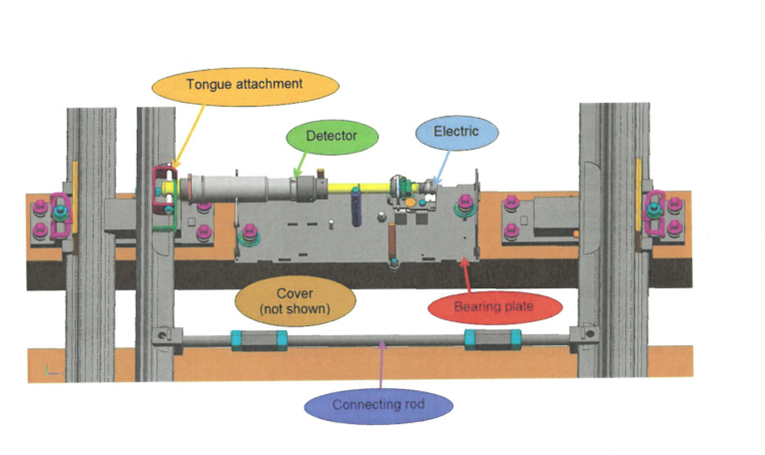 Tongue attachment
Detector
Electric
Cover
(not shown)
Bearing plate
Connecting rod